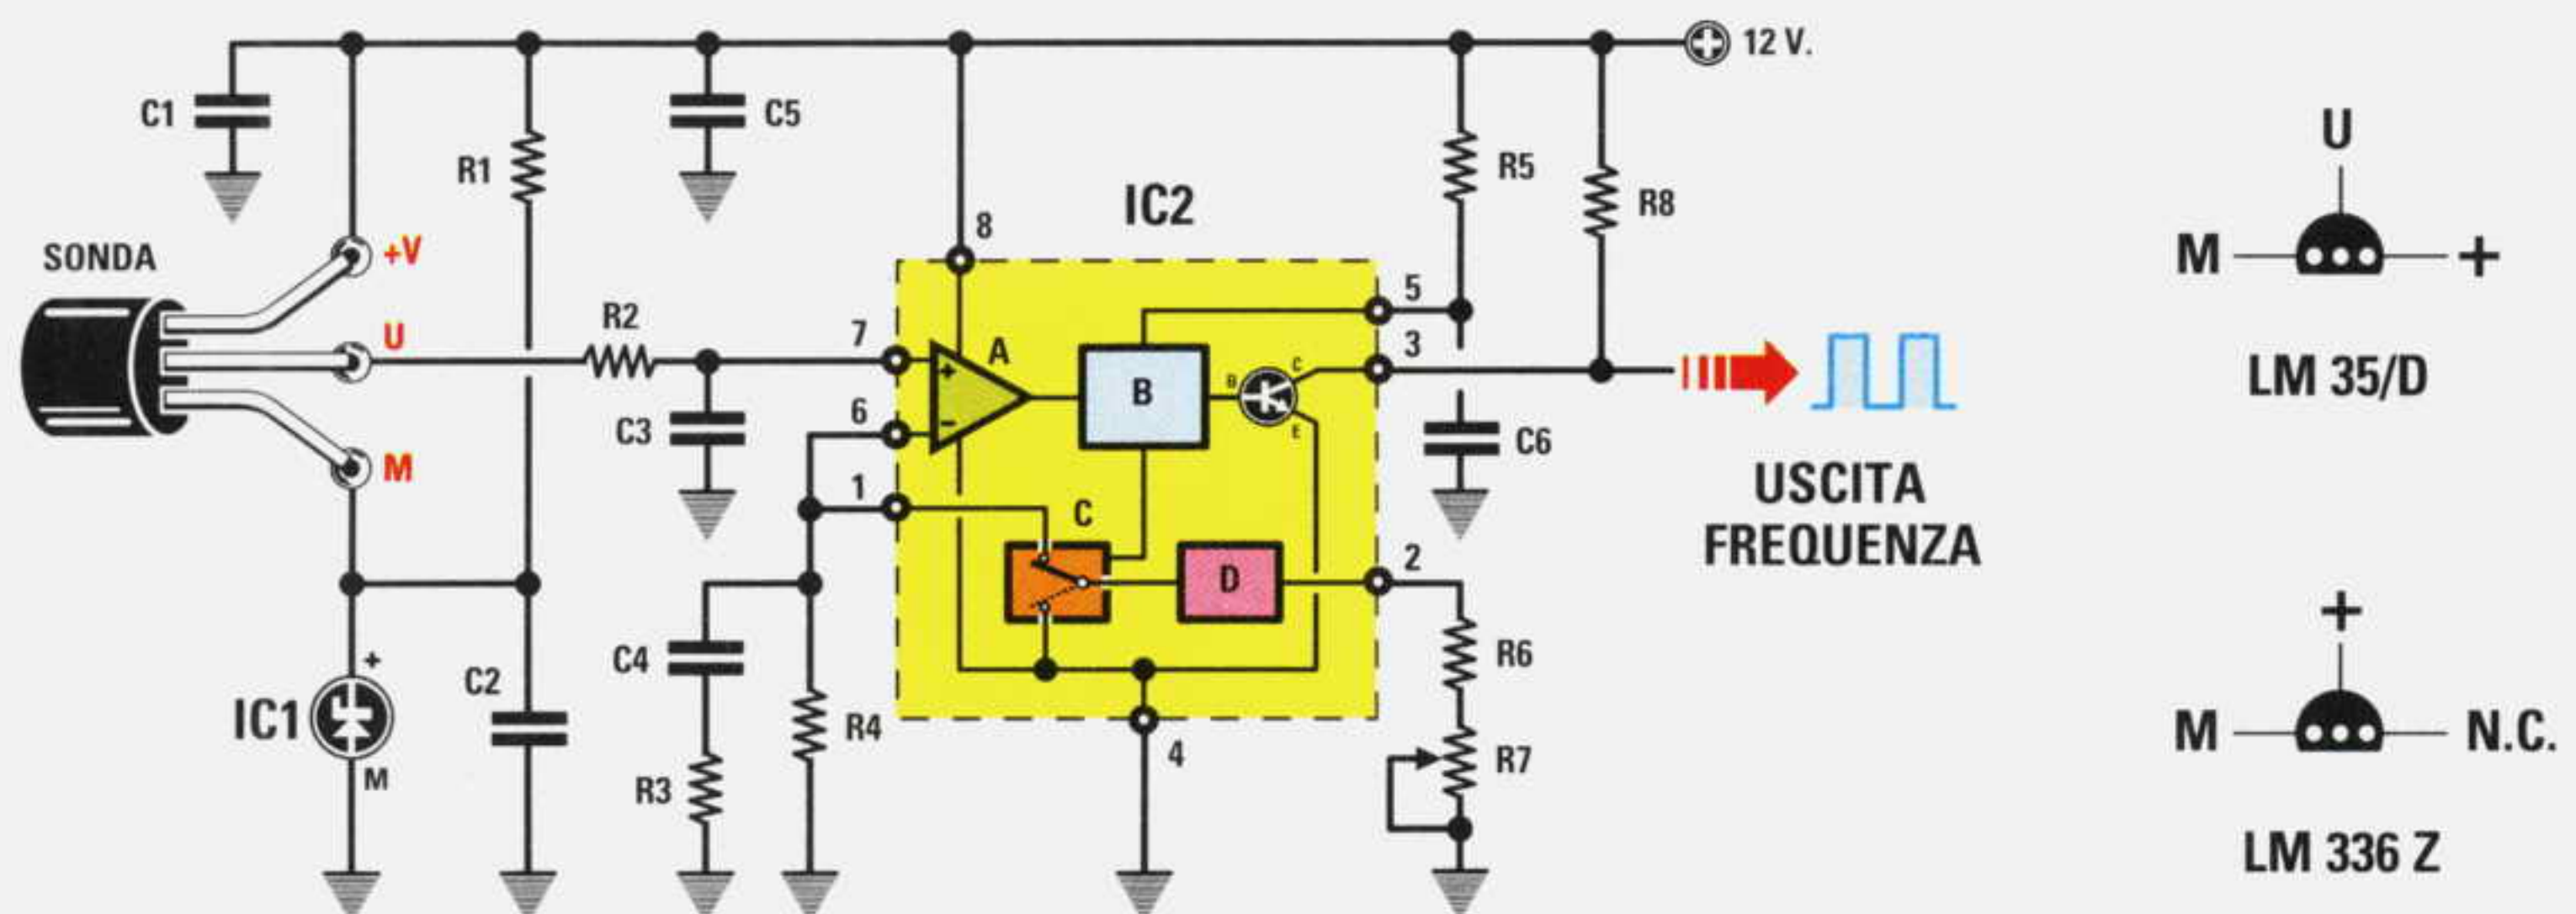 12 V.
C1
C5
R1
R5
R8
IC2
8
SONDA
+V
U
M
R2
7
6
1
C3
A
+
-
B
B
C
E
5
3
C6
C
D
2
USCITA
FREQUENZA
C4
R3
R4
R6
R7
4
IC1
+
M
C2
U
M
+
LM 35/D
+
M
N.C.
LM 336 Z